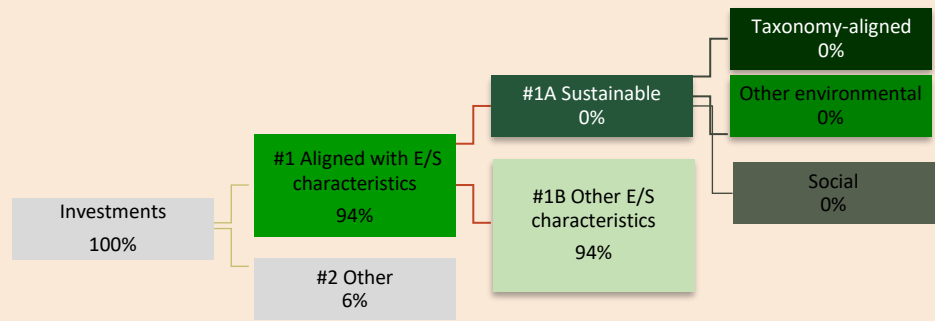 Investments
100%
#1 Aligned with E/S
characteristics
94%
#2 Other
6%
#1A Sustainable
0%
#1B Other E/S
characteristics
94%
Taxonomy-aligned
0%
Other environmental
0%
Social
0%